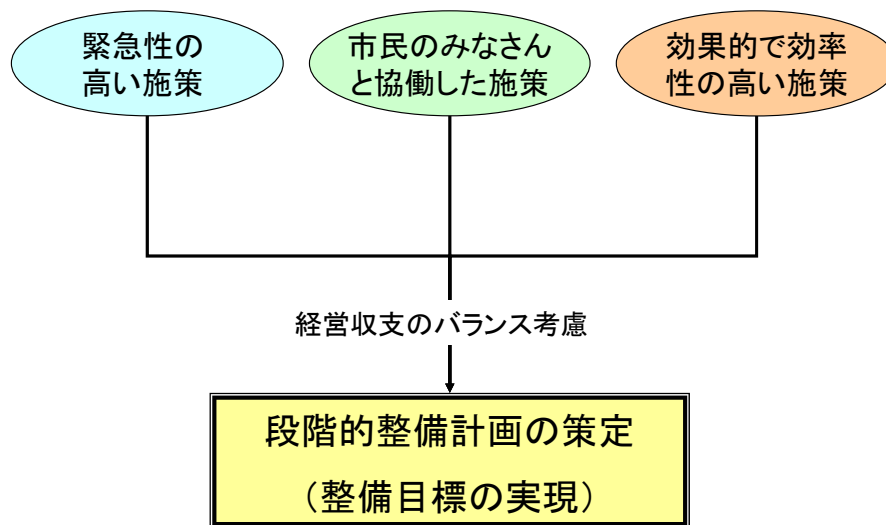 緊急性の
高い施策
市民のみなさん
と協働した施策
効果的で効率
性の高い施策
経営収支のバランス考慮
段階的整備計画の策定
（整備目標の実現）